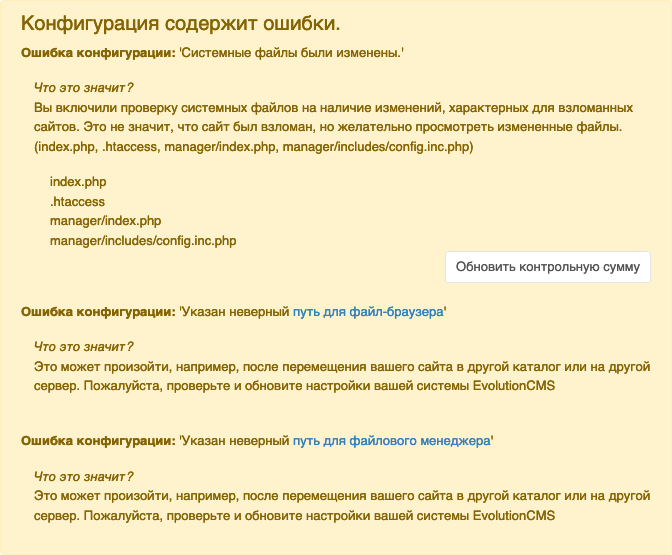 Конфигурация содержит ошибки.
Ошибка конфигурации: 'Системные файлы были изменены.'
Что это значит?
Вы включили проверку системных файлов на наличие изменений, характерных для взломанных
сайтов. Это не значит, что сайт был взломан, но желательно просмотреть измененные файлы.
(index.php, .htaccess, manager/index.php, manager/includes/config.inc.php)
index.php
.htaccess
manager/index.php
manager/includes/config.inc.php
Обновить контрольную сумму
Ошибка конфигурации: 'Указан неверный путь для файл-браузера'
Что это значит?
Это может произойти, например, после перемещения вашего сайта в другой каталог или на другой
сервер. Пожалуйста, проверьте и обновите настройки вашей системы EvolutionCMS
Ошибка конфигурации: 'Указан неверный путь для файлового менеджера'
Что это значит?
Это может произойти, например, после перемещения вашего сайта в другой каталог или на другой
сервер. Пожалуйста, проверьте и обновите настройки вашей системы EvolutionCMS